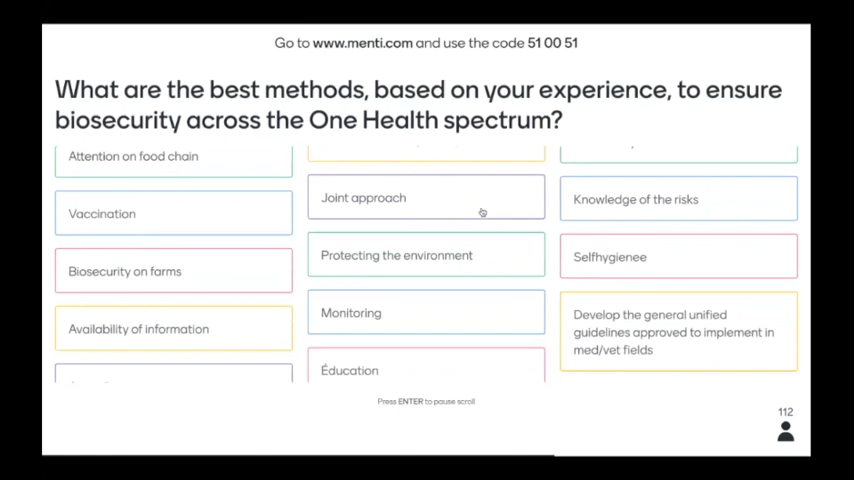 Go to www.menti.com and use the code 51 00 51
What are the best methods, based on your experience, to ensure
biosecurity across the One Health spectrum?
Attention on food chain
Vaccination
Biosecurity on farms
Availability of information
Joint approach
Protecting the environment
Monitoring
Éducation
Knowledge of the risks
Selfhygienee
Develop the general unified
guidelines approved to implement in
med/vet fields
Press ENTER to pause scroll
112